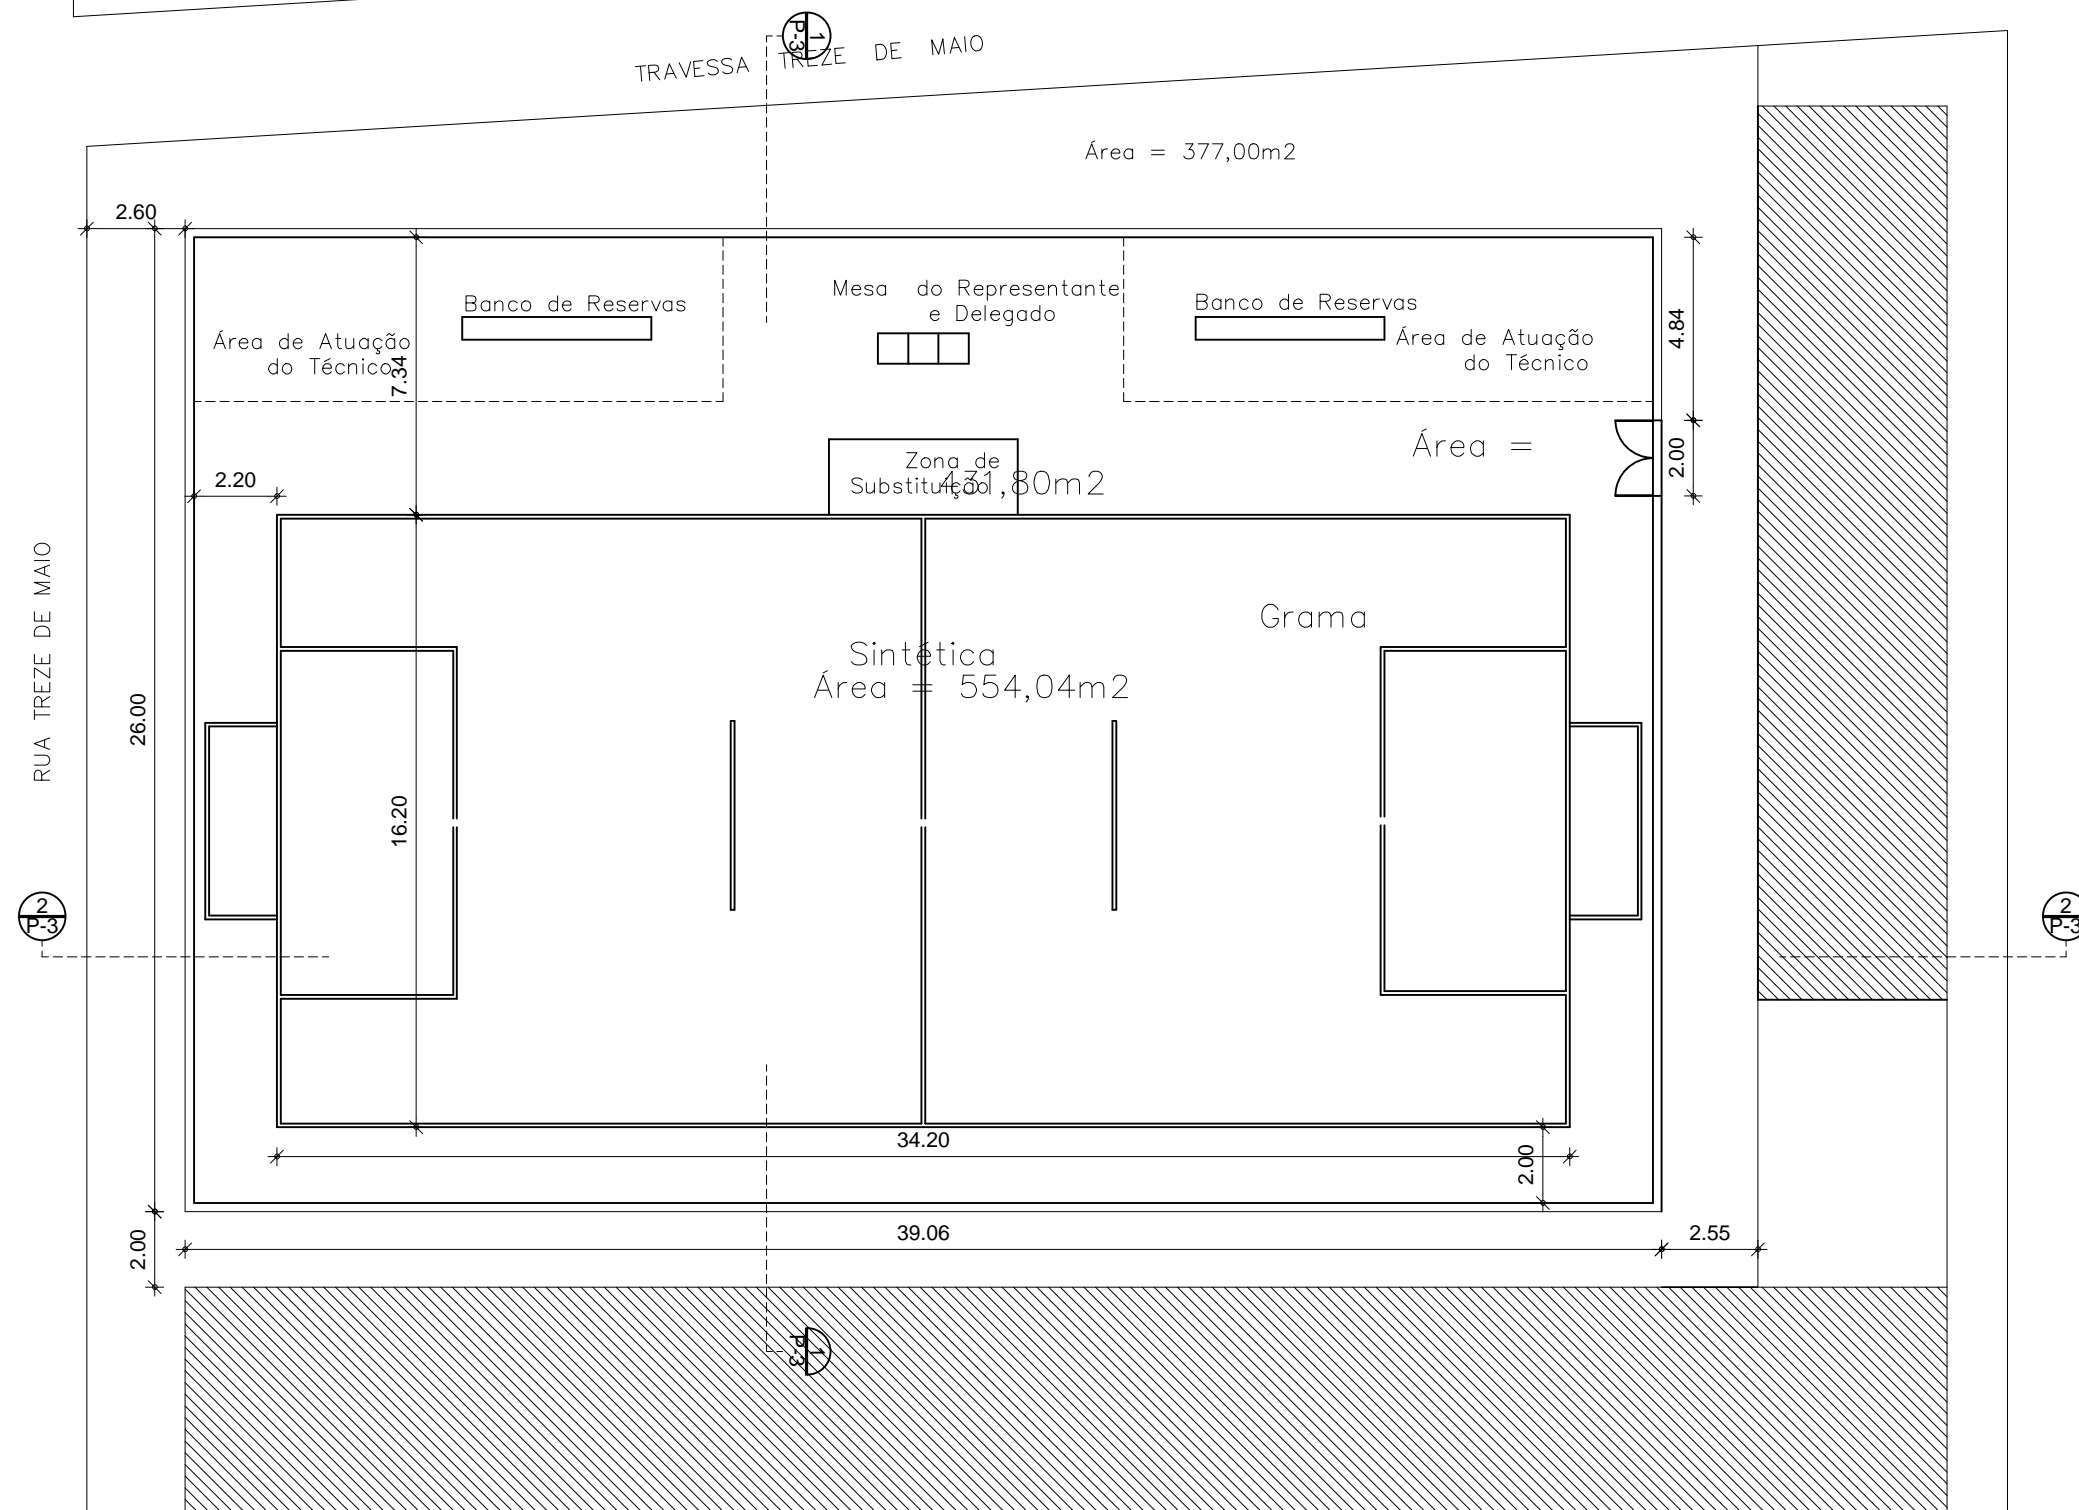 1
P-3
TRAVESSA TREZE DE MAIO
Área = 377,00m2
2.60
Banco de Reservas
Mesa do Representante
e Delegado
Banco de Reservas
Área de Atuação
do Técnico
Área de Atuação
do Técnico
7.34
4.84
2.00
Área =
431,80m2
Zona de
Substituição
2.20
RUA TREZE DE MAIO
Grama
Sintética
Área = 554,04m2
26.00
16.20
2
P-3
2
P-3
34.20
2.00
39.06
2.55
2.00
1
P-3